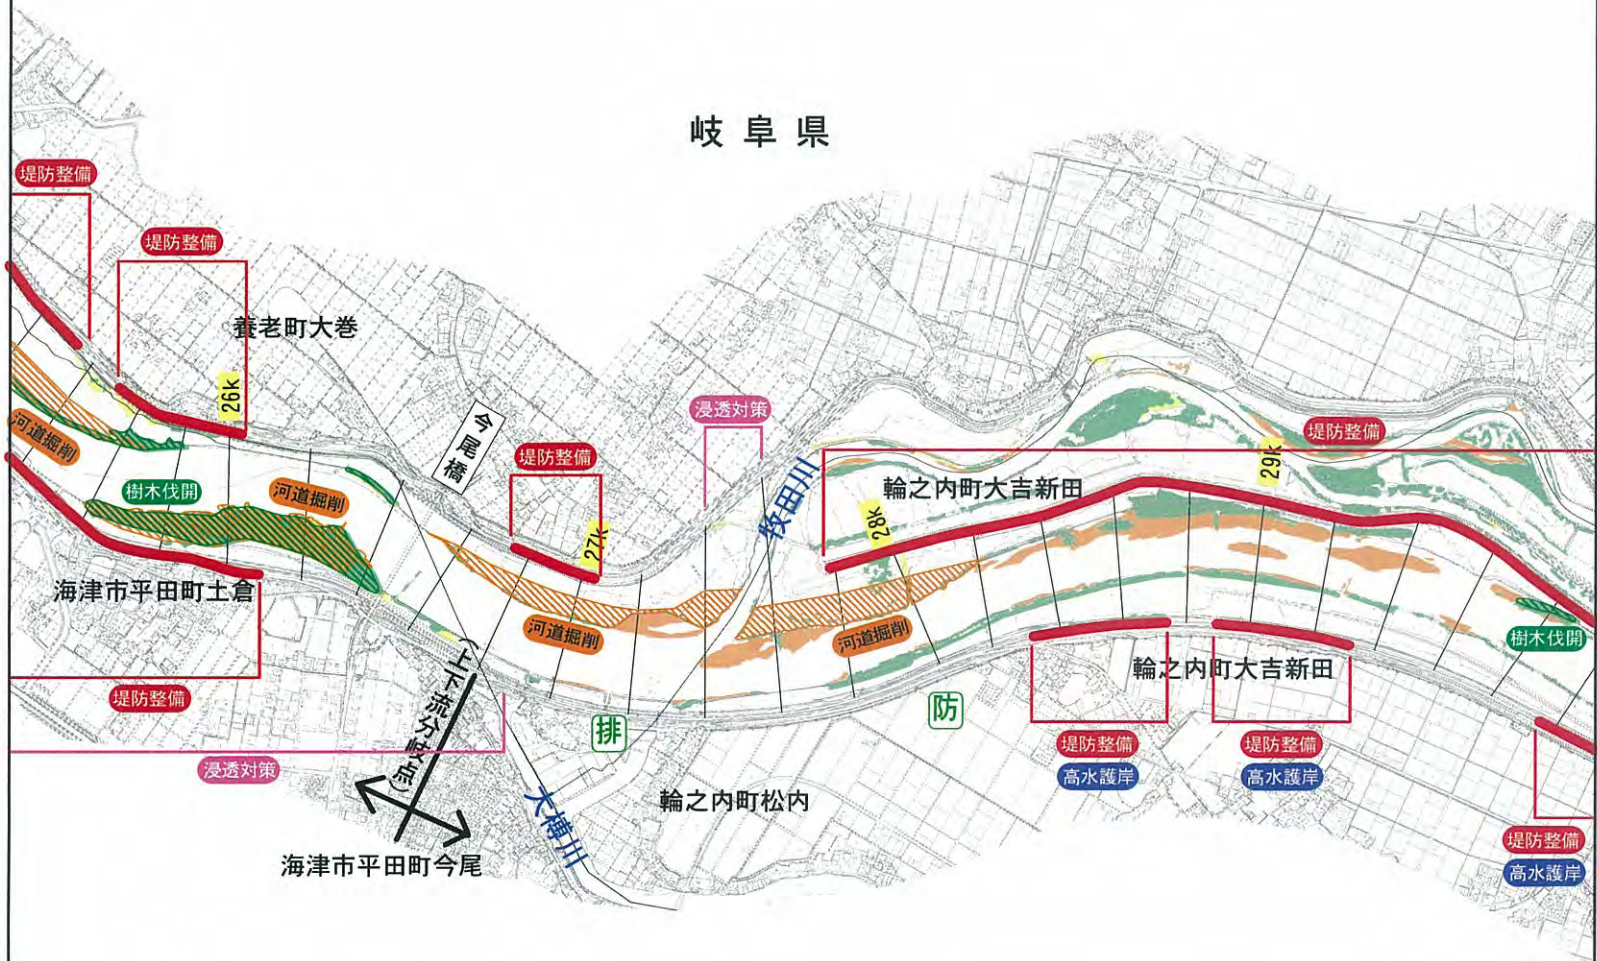 岐阜県
堤防整備
堤防整備
養老町大巻
26k
河道掘削
樹木伐開
河道掘削
今尾橋
堤防整備
27k
浸透対策
牧田川
堤防整備
輪之内町大吉新田
28k
29k
海津市平田町土倉
堤防整備
河道掘削
河道掘削
樹木伐開
輪之内町大吉新田
(上下流分岐点)
浸透対策
排
防
堤防整備
高水護岸
堤防整備
高水護岸
輪之内町松内
大榑川
海津市平田町今尾
堤防整備
高水護岸